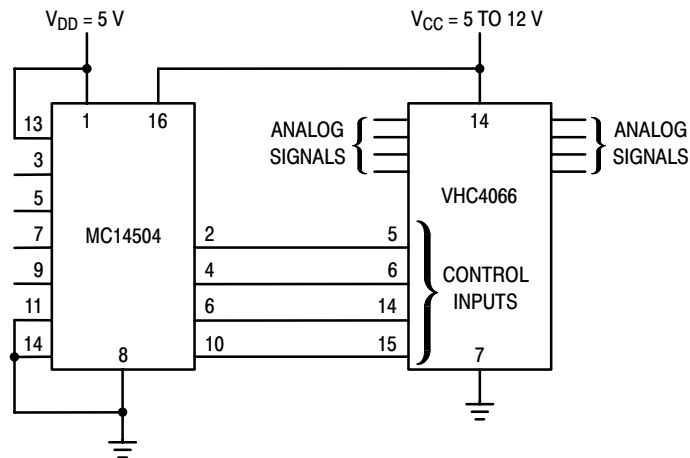 V_DD = 5 V
V_CC = 5 TO 12 V
13
3
5
7
9
11
14
1
16
MC14504
8
2
4
6
10
ANALOG
SIGNALS
14
VHC4066
5
6
14
15
CONTROL
INPUTS
7
ANALOG
SIGNALS